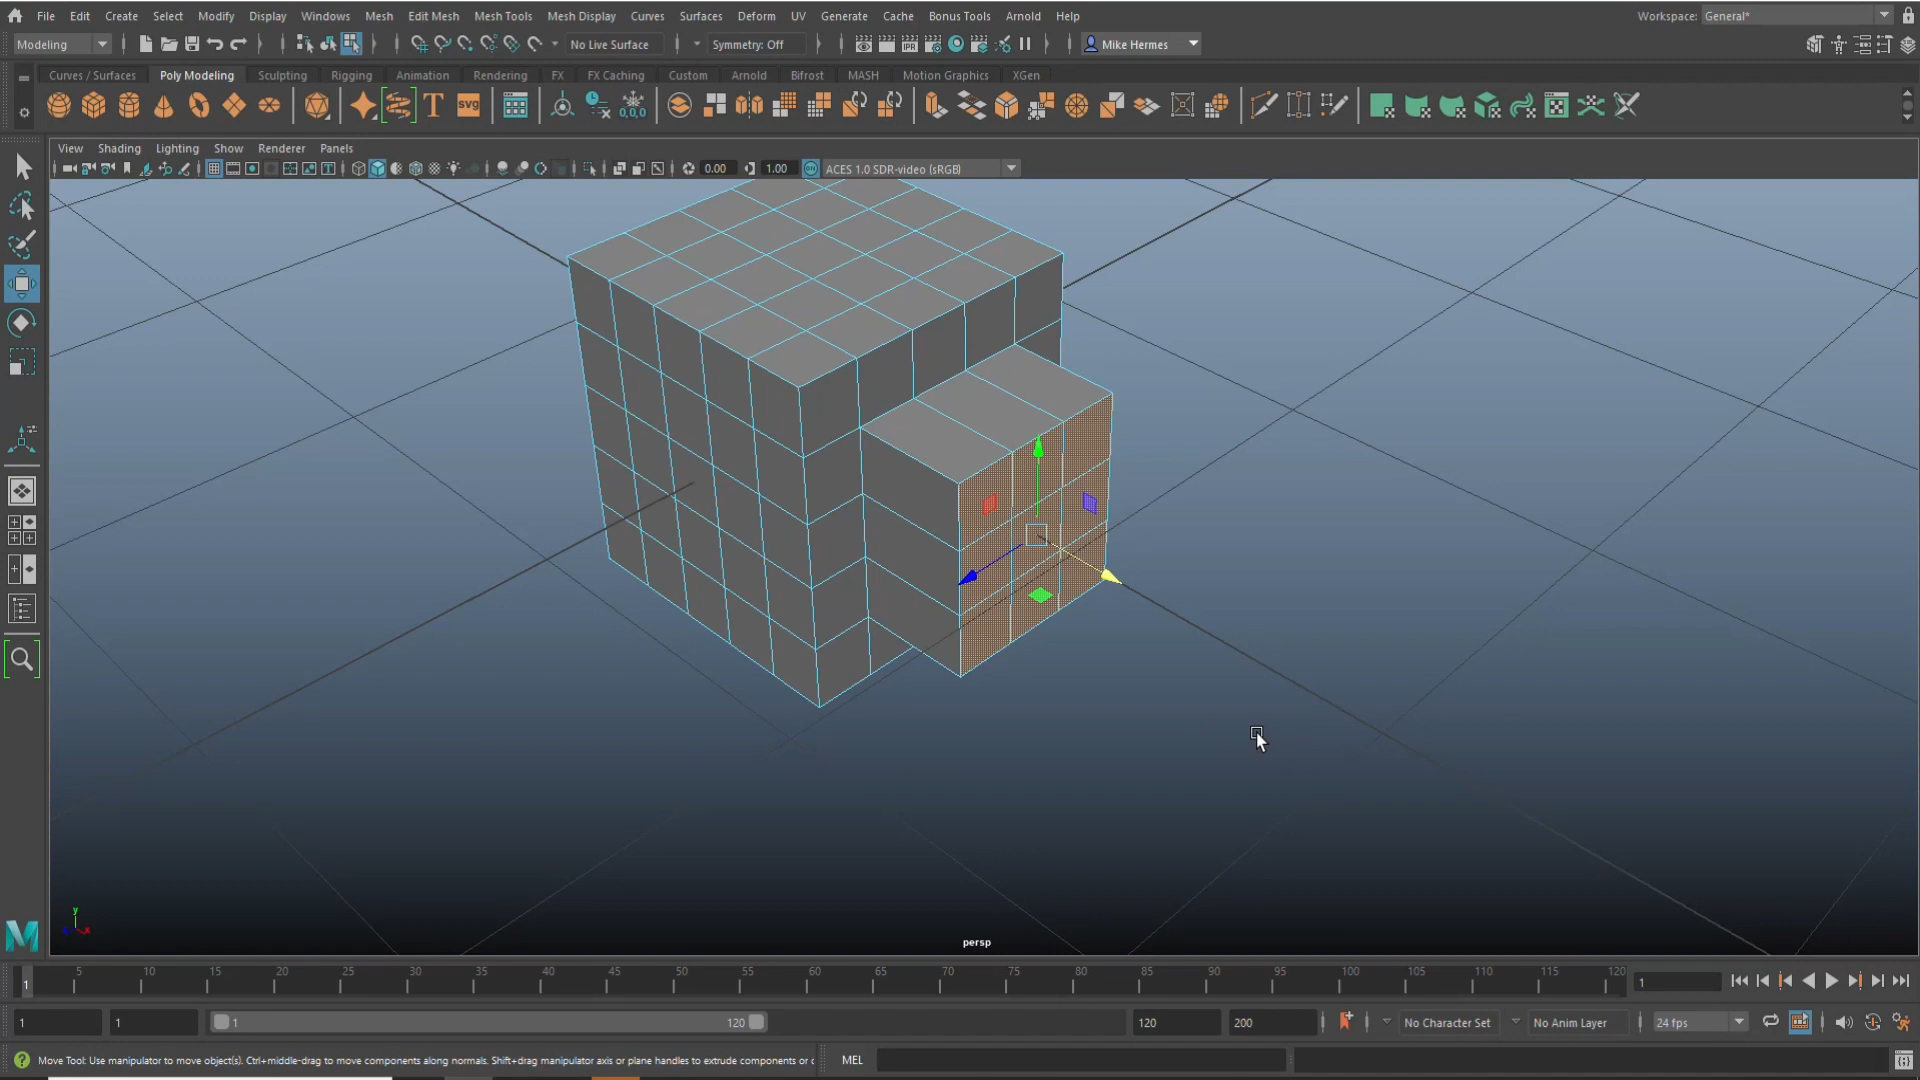 File Edit Create Select Modify Display Windows Mesh Edit Mesh Mesh Tools Mesh Display Curves Surfaces Deform UV Generate Cache Bonus Tools Arnold Help
Workspace: General*
Modeling
No Live Surface
Symmetry: Off
IPR
Mike Hermes
Curves / Surfaces Poly Modeling Sculpting Rigging Animation Rendering FX FX Caching Custom Arnold Bifrost MASH Motion Graphics XGen
T
SVG
0,0,0
View Shading Lighting Show Renderer Panels
0.00
1.00
ACES 1.0 SDR-video (sRGB)
y
x
persp
M
5 10 15 20 25 30 35 40 45 50 55 60 65 70 75 80 85 90 95 100 105 110 115 120
1
1
1
1
1
120
120
200
No Character Set
No Anim Layer
24 fps
Move Tool: Use manipulator to move object(s). Ctrl+middle-drag to move components along normals. Shift+drag manipulator axis or plane handles to extrude components or c
MEL